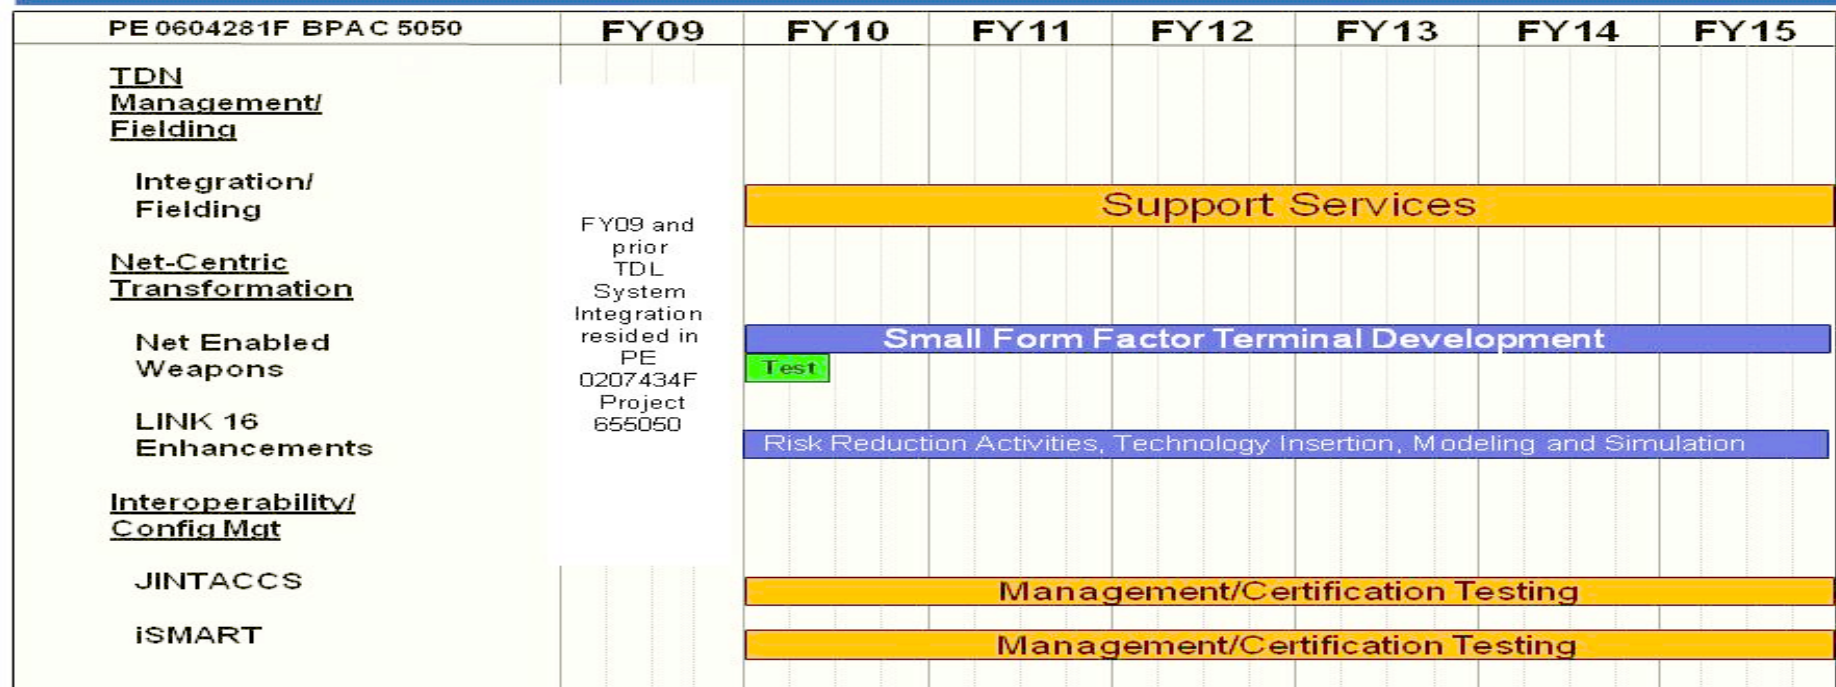 PE 0604281F BPAC 5050 FY09 FY10 FY11 FY12 FY13 FY14 FY15
TDN
Management/
Fielding
Integration/
Fielding
Support Services
FY09 and
prior
TDL
System
Integration
resided in
PE
0207434F
Project
655050
Net-Centric
Transformation
Net Enabled
Weapons
Small Form Factor Terminal Development
Test
LINK 16
Enhancements
Risk Reduction Activities, Technology Insertion, Modeling and Simulation
Interoperability/
Config Mgt
JINTACCS
Management/Certification Testing
iSMART
Management/Certification Testing